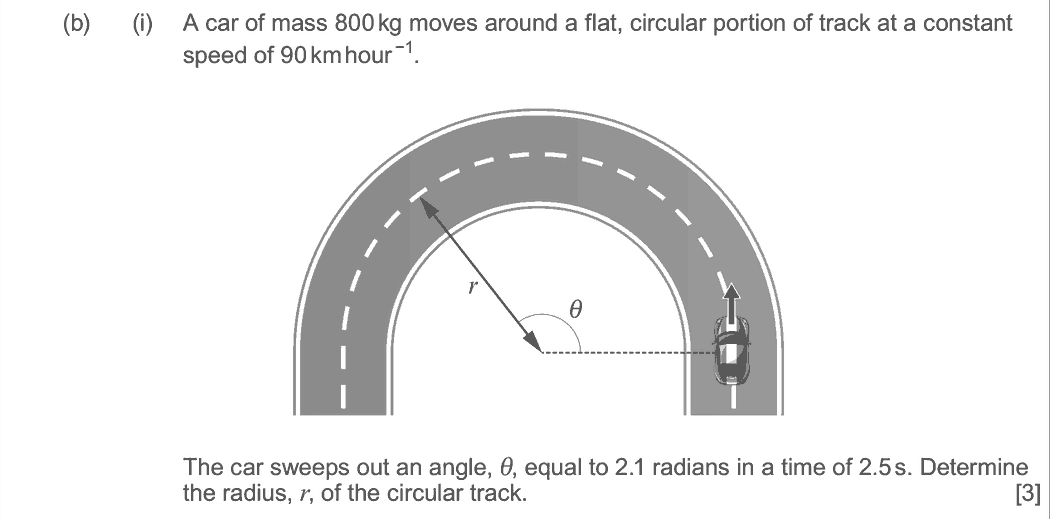 (b) (i) A car of mass 800 kg moves around a flat, circular portion of track at a constant
speed of 90 km hour⁻¹.
r
θ
The car sweeps out an angle, θ, equal to 2.1 radians in a time of 2.5 s. Determine
the radius, r, of the circular track. [3]